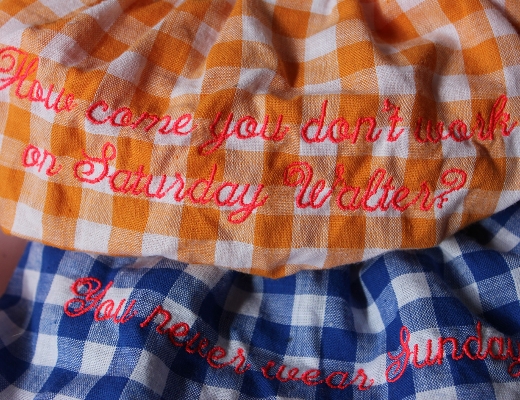 How come you don't work
on Saturday Walter?
You never wear Sunday